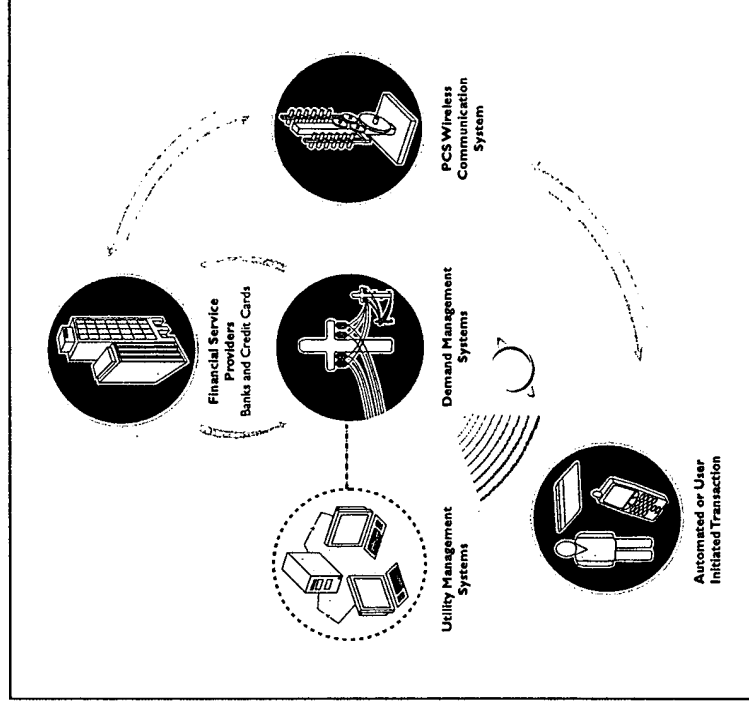 Financial Service
Providers
Banks and Credit Cards
PCS Wireless
Communication
System
Demand Management
Systems
Utility Management
Systems
Automated or User
Initiated Transaction